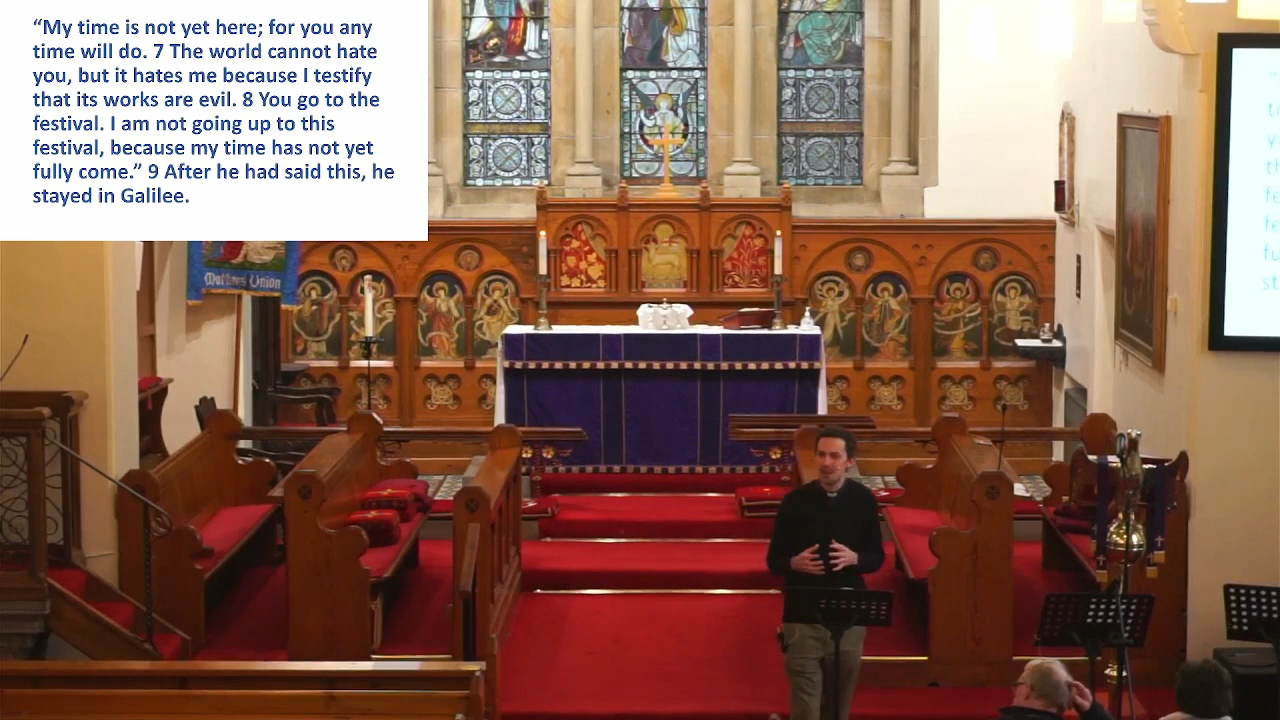 “My time is not yet here; for you any
time will do. 7 The world cannot hate
you, but it hates me because I testify
that its works are evil. 8 You go to the
festival. I am not going up to this
festival, because my time has not yet
fully come.” 9 After he had said this, he
stayed in Galilee.
Mothers Union